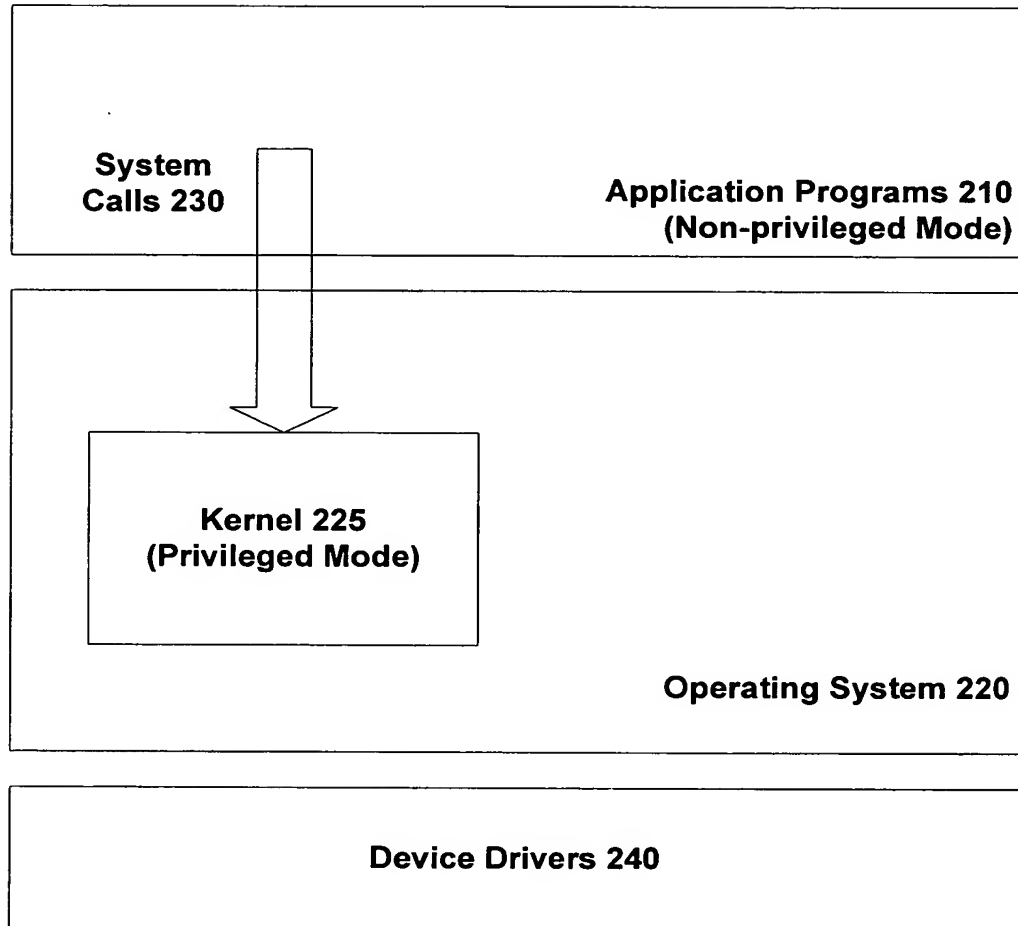 System
Calls 230
Application Programs 210
(Non-privileged Mode)
Kernel 225
(Privileged Mode)
Operating System 220
Device Drivers 240